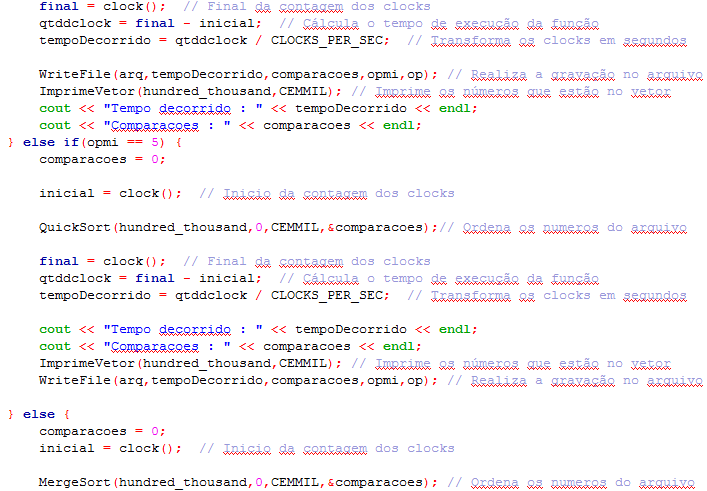 final = clock();  // Final da contagem dos clocks
qtddclock = final - inicial;  // Cálcula o tempo de execução da função
tempoDecorrido = qtddclock / CLOCKS_PER_SEC;  // Transforma os clocks em segundos
WriteFile(arq,tempoDecorrido,comparacoes,opmi,op); // Realiza a gravação no arquivo
ImprimeVetor(hundred_thousand,CEMMIL); // Imprime os números que estão no vetor
cout << "Tempo decorrido : " << tempoDecorrido << endl;
cout << "Comparacoes : " << comparacoes << endl;
} else if(opmi == 5) {
comparacoes = 0;
inicial = clock();  // Inicio da contagem dos clocks
QuickSort(hundred_thousand,0,CEMMIL,&comparacoes);// Ordena os numeros do arquivo
final = clock();  // Final da contagem dos clocks
qtddclock = final - inicial;  // Cálcula o tempo de execução da função
tempoDecorrido = qtddclock / CLOCKS_PER_SEC;  // Transforma os clocks em segundos
cout << "Tempo decorrido : " << tempoDecorrido << endl;
cout << "Comparacoes : " << comparacoes << endl;
ImprimeVetor(hundred_thousand,CEMMIL); // Imprime os números que estão no vetor
WriteFile(arq,tempoDecorrido,comparacoes,opmi,op); // Realiza a gravação no arquivo
} else {
comparacoes = 0;
inicial = clock();  // Inicio da contagem dos clocks
MergeSort(hundred_thousand,0,CEMMIL,&comparacoes); // Ordena os numeros do arquivo